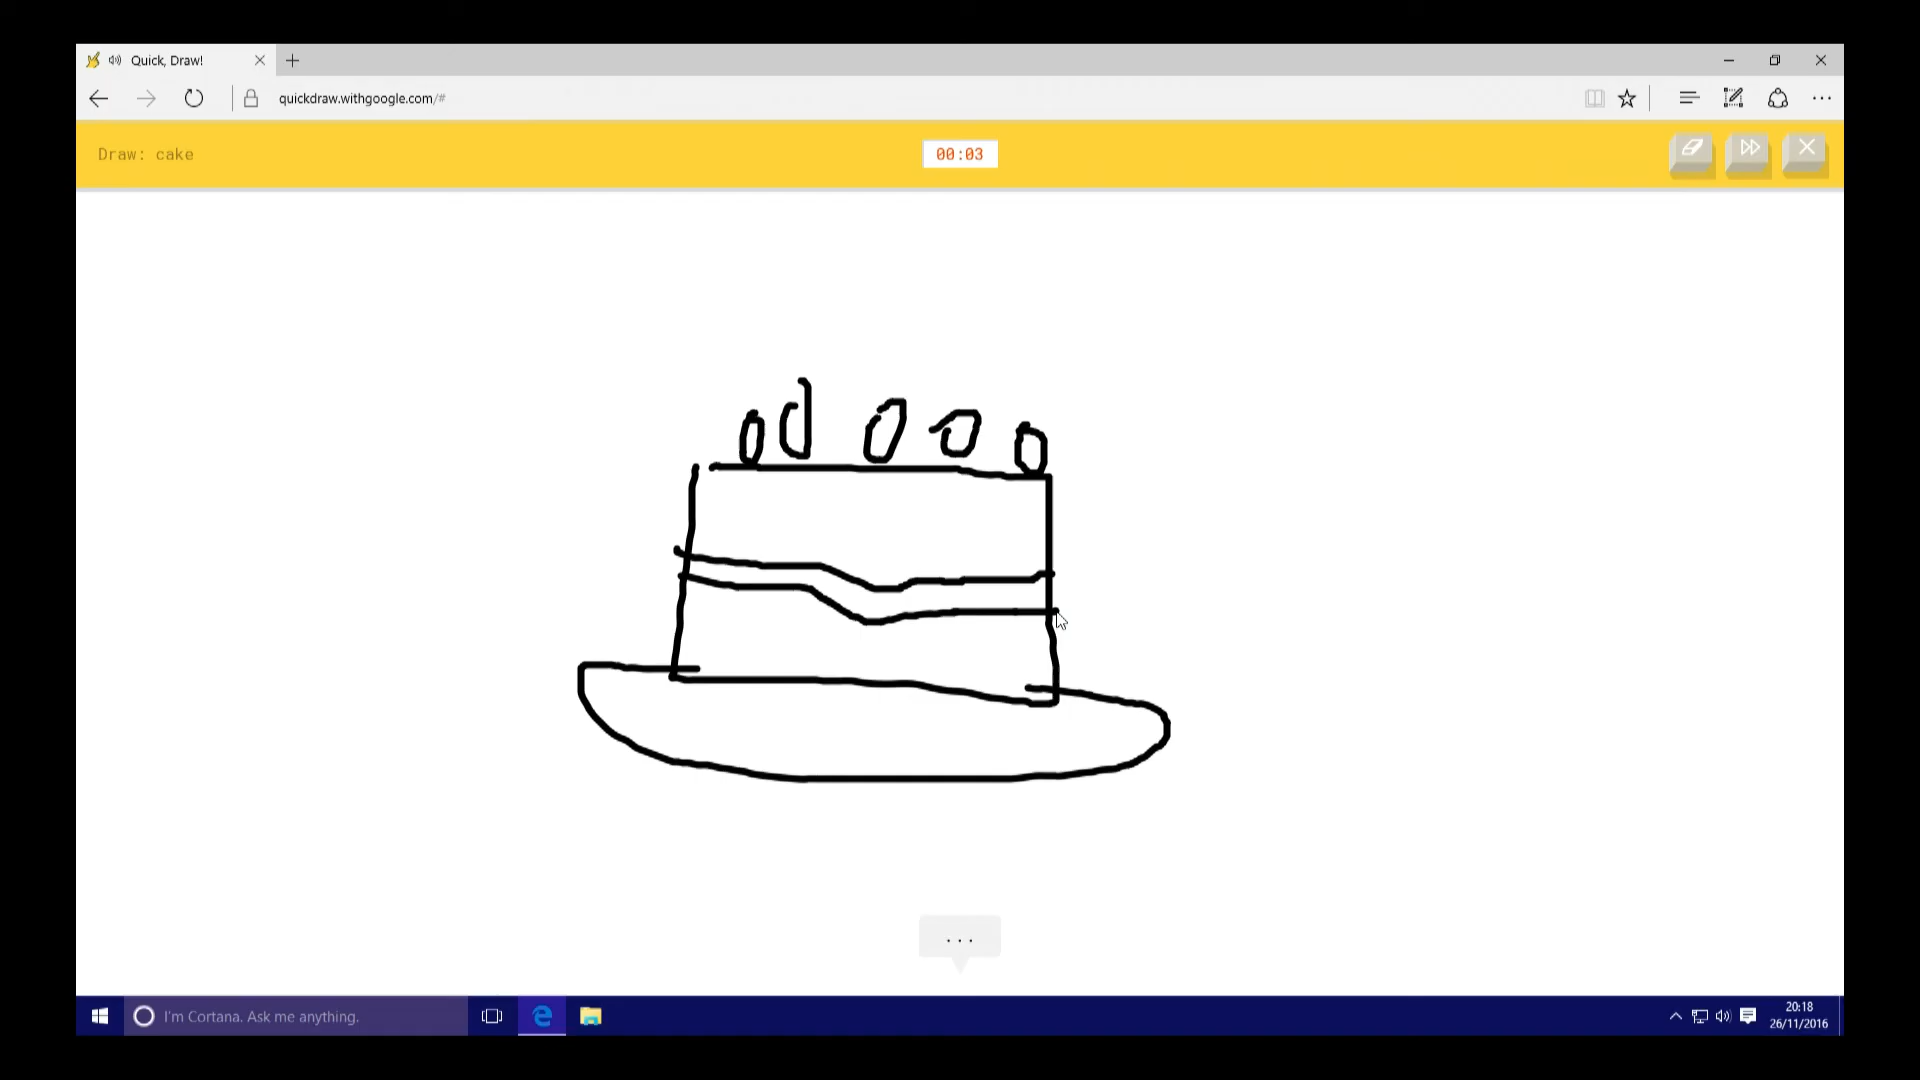 Quick, Draw!
quickdraw.withgoogle.com/#
Draw: cake
00:03
...
I'm Cortana. Ask me anything.
20:18
26/11/2016